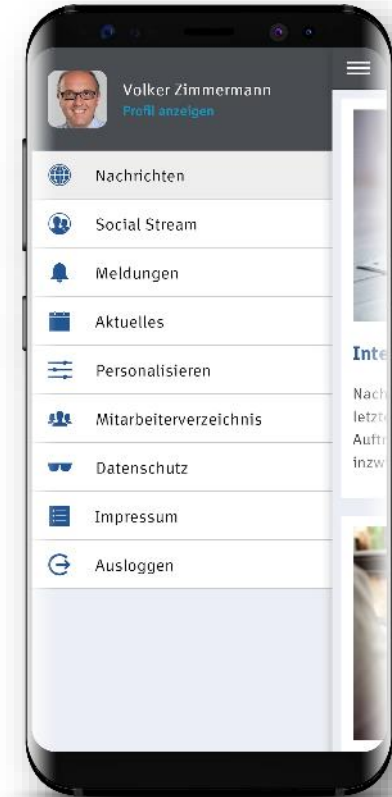 Volker Zimmermann
Profil anzeigen
Nachrichten
Social Stream
Meldungen
Aktuelles
Personalisieren
Mitarbeiterverzeichnis
Datenschutz
Impressum
Ausloggen
Inte
Nach
letzt
Auftr
inzw